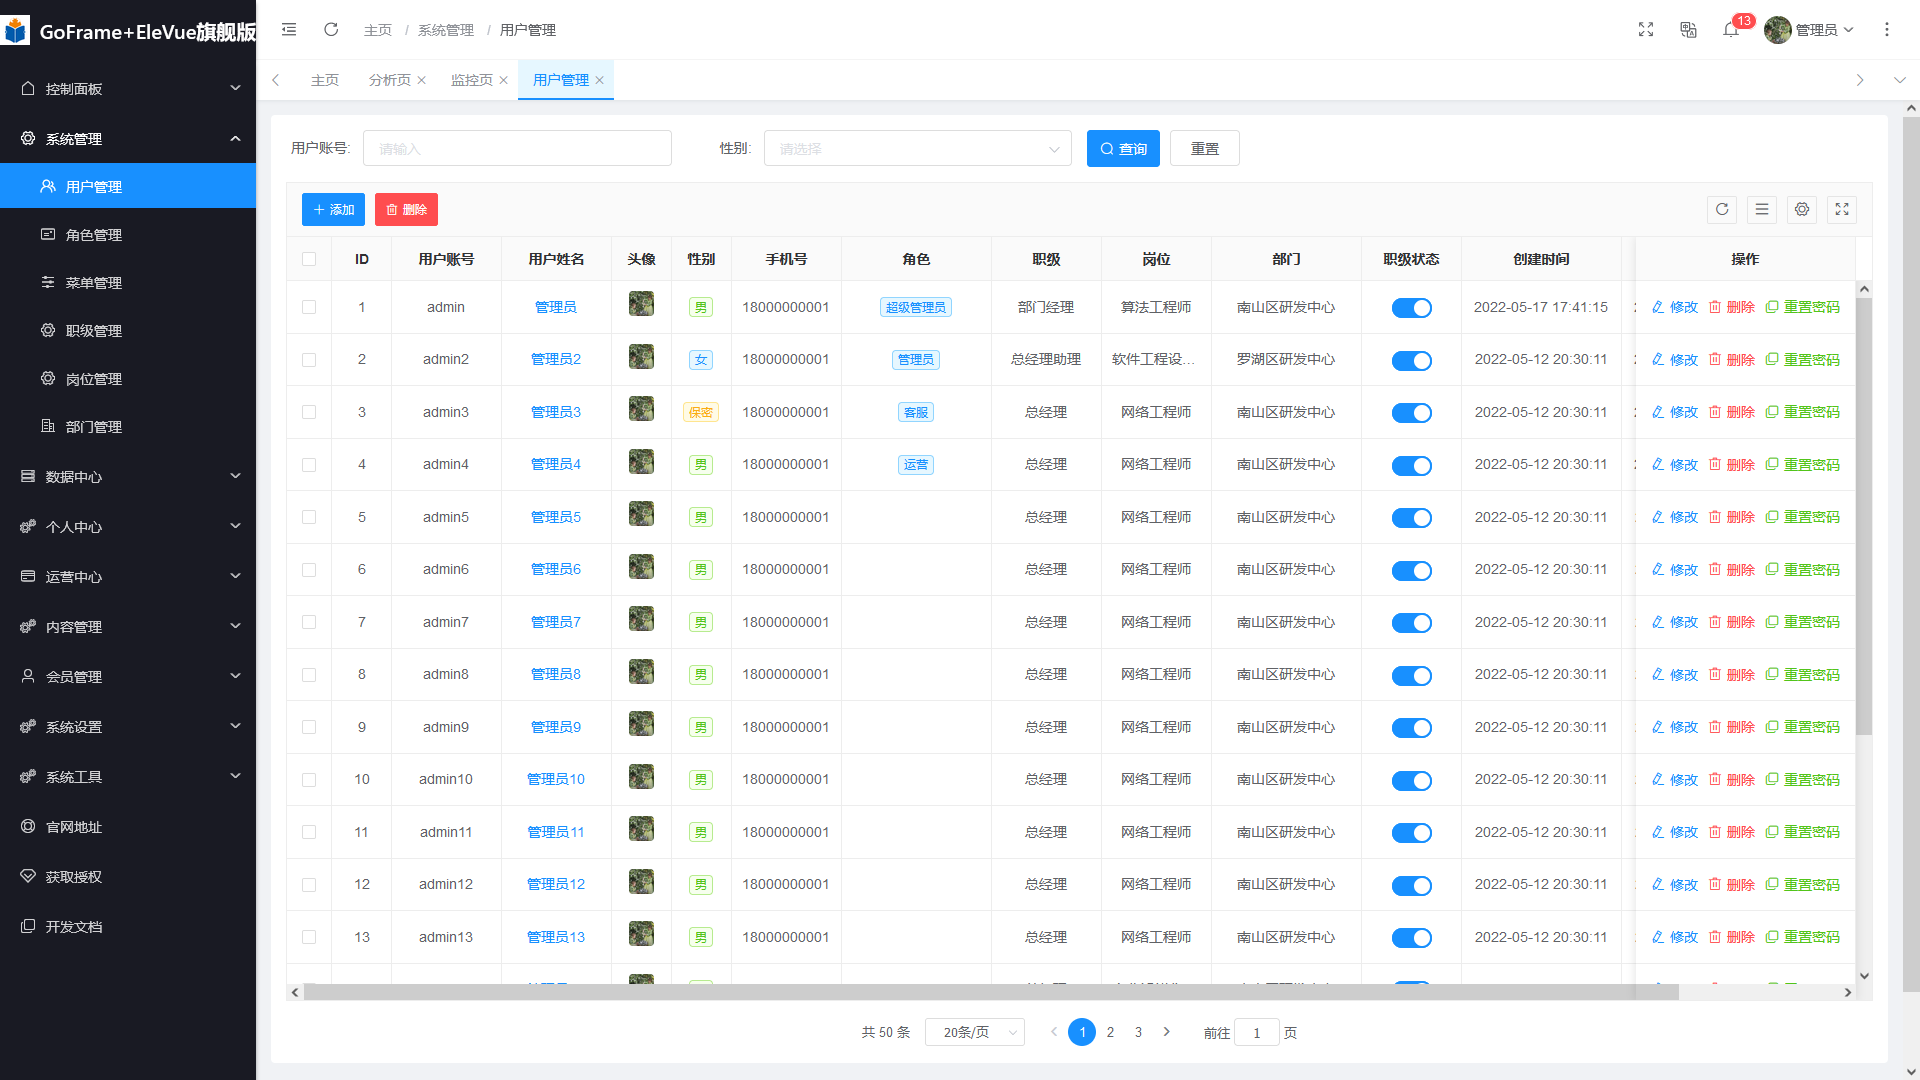 GoFrame+EleVue旗舰版
主页 / 系统管理 / 用户管理
13
管理员
控制面板
系统管理
用户管理
角色管理
菜单管理
职级管理
岗位管理
部门管理
数据中心
个人中心
运营中心
内容管理
会员管理
系统设置
系统工具
官网地址
获取授权
开发文档
主页 分析页 监控页 用户管理
用户账号: 请输入 性别: 请选择 查询 重置
添加 删除
ID 用户账号 用户姓名 头像 性别 手机号 角色 职级 岗位 部门 职级状态 创建时间 操作
1 admin 管理员 男 18000000001 超级管理员 部门经理 算法工程师 南山区研发中心 2022-05-17 17:41:15 修改 删除 重置密码
2 admin2 管理员2 女 18000000001 管理员 总经理助理 软件工程设... 罗湖区研发中心 2022-05-12 20:30:11 修改 删除 重置密码
3 admin3 管理员3 保密 18000000001 客服 总经理 网络工程师 南山区研发中心 2022-05-12 20:30:11 修改 删除 重置密码
4 admin4 管理员4 男 18000000001 运营 总经理 网络工程师 南山区研发中心 2022-05-12 20:30:11 修改 删除 重置密码
5 admin5 管理员5 男 18000000001 总经理 网络工程师 南山区研发中心 2022-05-12 20:30:11 修改 删除 重置密码
6 admin6 管理员6 男 18000000001 总经理 网络工程师 南山区研发中心 2022-05-12 20:30:11 修改 删除 重置密码
7 admin7 管理员7 男 18000000001 总经理 网络工程师 南山区研发中心 2022-05-12 20:30:11 修改 删除 重置密码
8 admin8 管理员8 男 18000000001 总经理 网络工程师 南山区研发中心 2022-05-12 20:30:11 修改 删除 重置密码
9 admin9 管理员9 男 18000000001 总经理 网络工程师 南山区研发中心 2022-05-12 20:30:11 修改 删除 重置密码
10 admin10 管理员10 男 18000000001 总经理 网络工程师 南山区研发中心 2022-05-12 20:30:11 修改 删除 重置密码
11 admin11 管理员11 男 18000000001 总经理 网络工程师 南山区研发中心 2022-05-12 20:30:11 修改 删除 重置密码
12 admin12 管理员12 男 18000000001 总经理 网络工程师 南山区研发中心 2022-05-12 20:30:11 修改 删除 重置密码
13 admin13 管理员13 男 18000000001 总经理 网络工程师 南山区研发中心 2022-05-12 20:30:11 修改 删除 重置密码
共 50 条 20条/页 1 2 3 前往 1 页